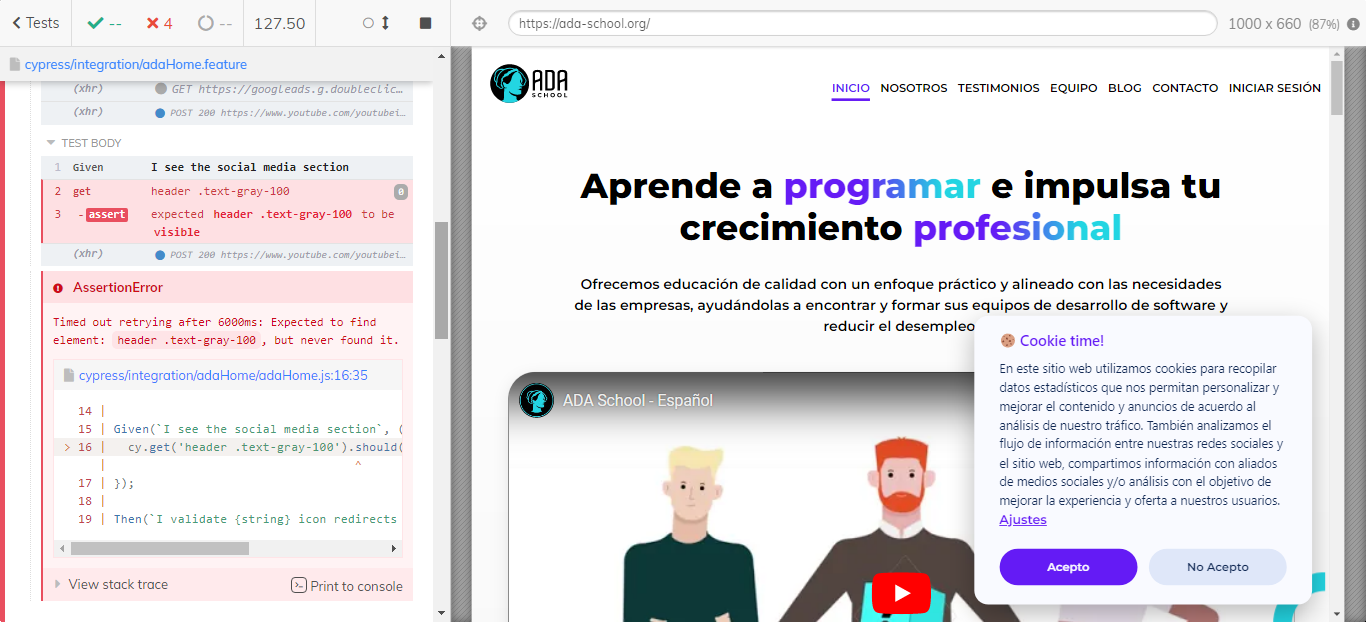 Tests
--
4
--
127.50
https://ada-school.org/
1000 x 660 (87%)
cypress/integration/adaHome.feature
(xhr) GET https://googleads.g.doubleclic…
(xhr) POST 200 https://www.youtube.com/youtubei…
TEST BODY
1 Given I see the social media section
2 get header .text-gray-100 0
3 -assert expected header .text-gray-100 to be
visible
(xhr) POST 200 https://www.youtube.com/youtubei…
AssertionError
Timed out retrying after 6000ms: Expected to find
element: header .text-gray-100, but never found it.
cypress/integration/adaHome/adaHome.js:16:35
14 |
15 | Given(`I see the social media section`, (
> 16 | cy.get('header .text-gray-100').should(
| ^
17 | });
18 |
19 | Then(`I validate {string} icon redirects
View stack trace
Print to console
ADA
SCHOOL
INICIO NOSOTROS TESTIMONIOS EQUIPO BLOG CONTACTO INICIAR SESIÓN
Aprende a programar e impulsa tu
crecimiento profesional
Ofrecemos educación de calidad con un enfoque práctico y alineado con las necesidades
de las empresas, ayudándolas a encontrar y formar sus equipos de desarrollo de software y
reducir el desempleo
ADA School - Español
Cookie time!
En este sitio web utilizamos cookies para recopilar
datos estadísticos que nos permitan personalizar y
mejorar el contenido y anuncios de acuerdo al
análisis de nuestro tráfico. También analizamos el
flujo de información entre nuestras redes sociales y
el sitio web, compartimos información con aliados
de medios sociales y/o análisis con el objetivo de
mejorar la experiencia y oferta a nuestros usuarios.
Ajustes
Acepto
No Acepto